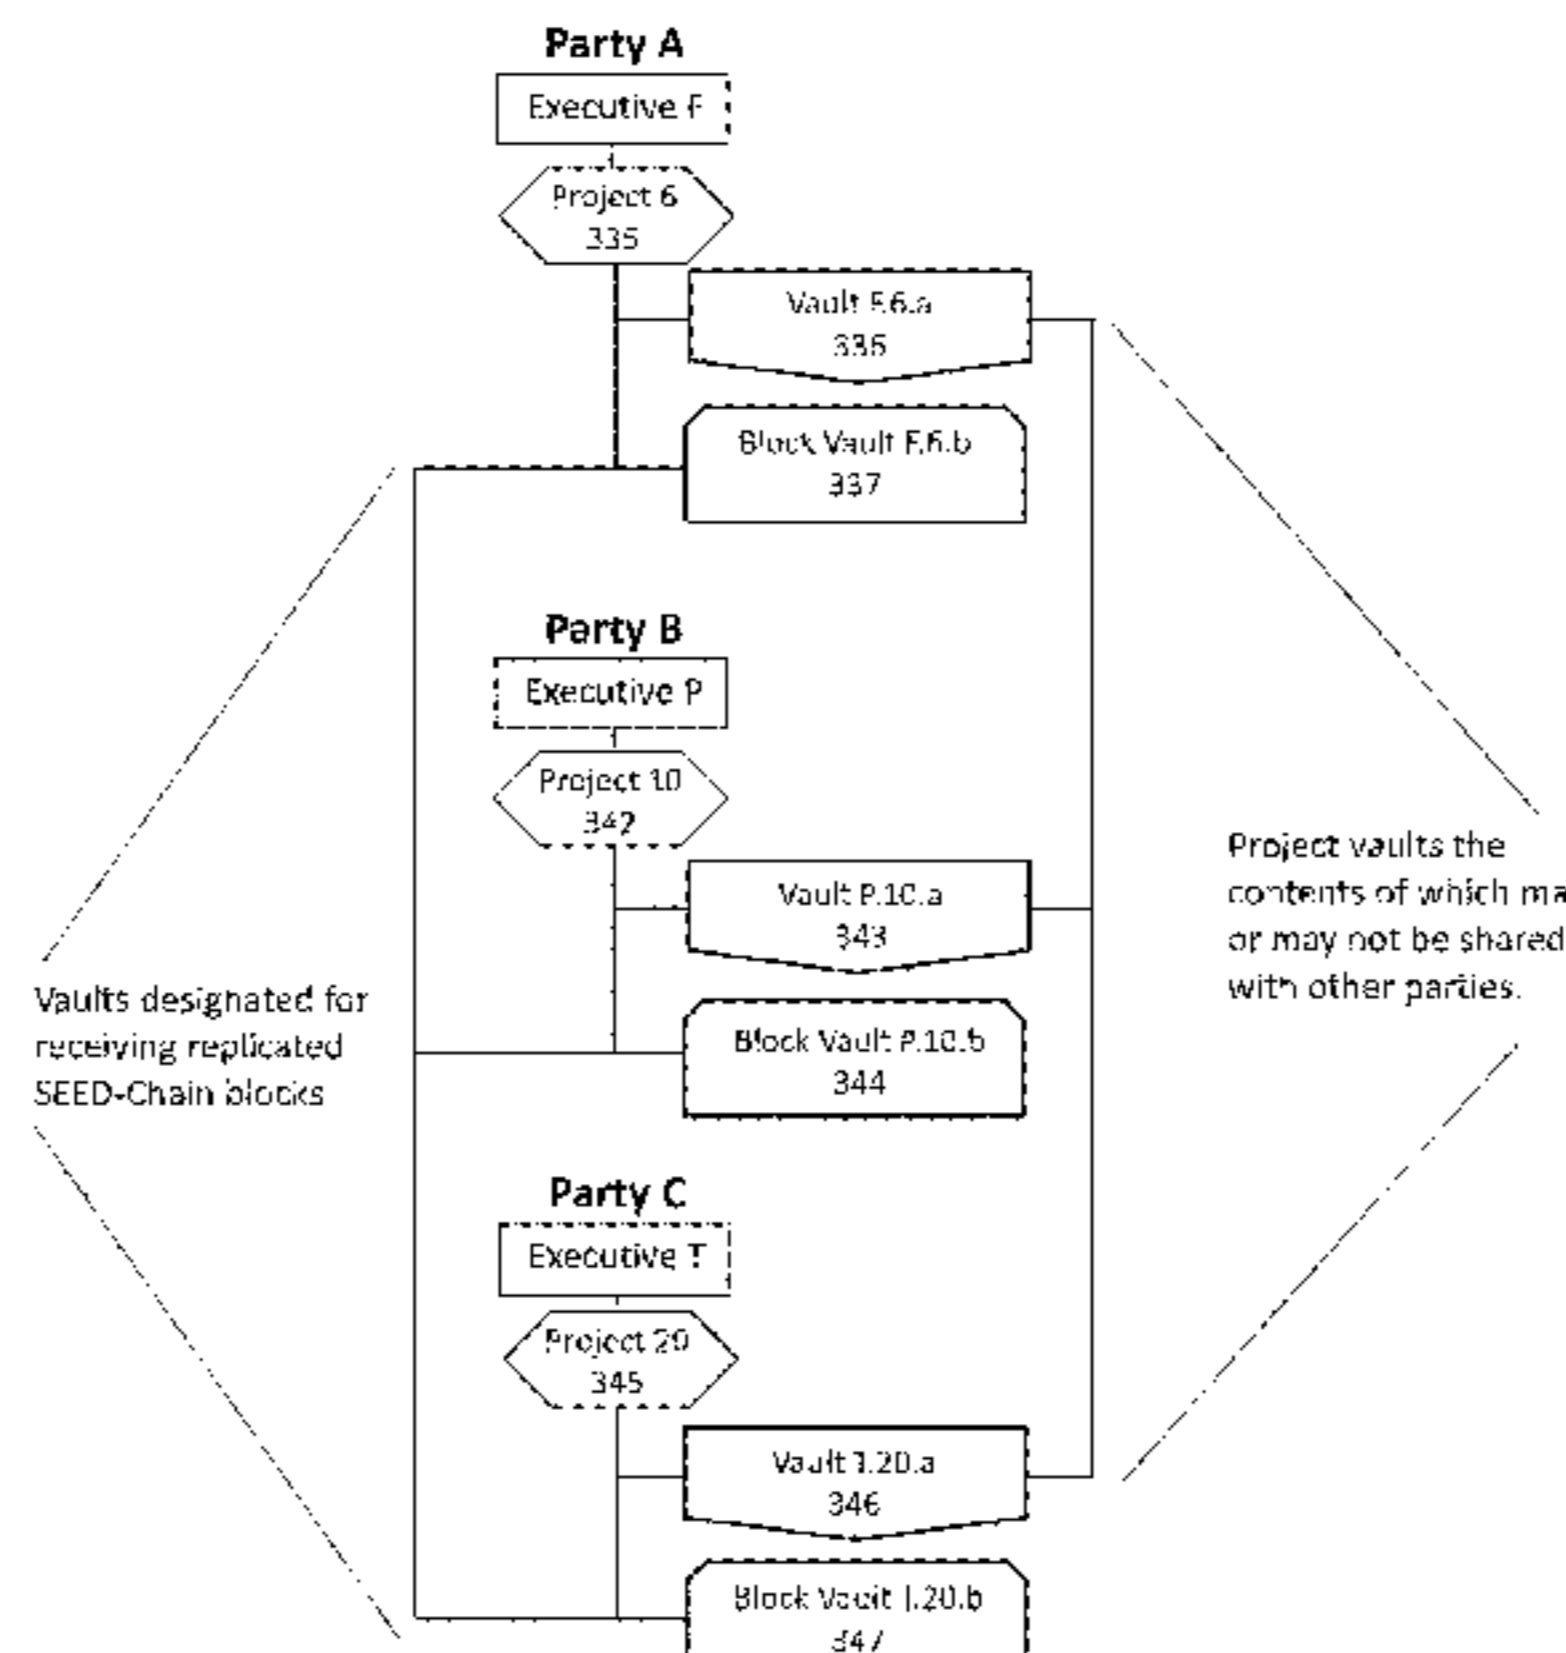 Party A
Executive F
Project 6
335
Vault F.6.a
336
Block Vault F.6.b
337
Party B
Executive P
Project 10
342
Vault P.10.a
343
Block Vault P.10.b
344
Project vaults the
contents of which ma
or may not be shared
with other parties.
Vaults designated for
receiving replicated
SEED-Chain blocks
Party C
Executive T
Project 20
345
Vault T.20.a
346
Block Vault T.20.b
347